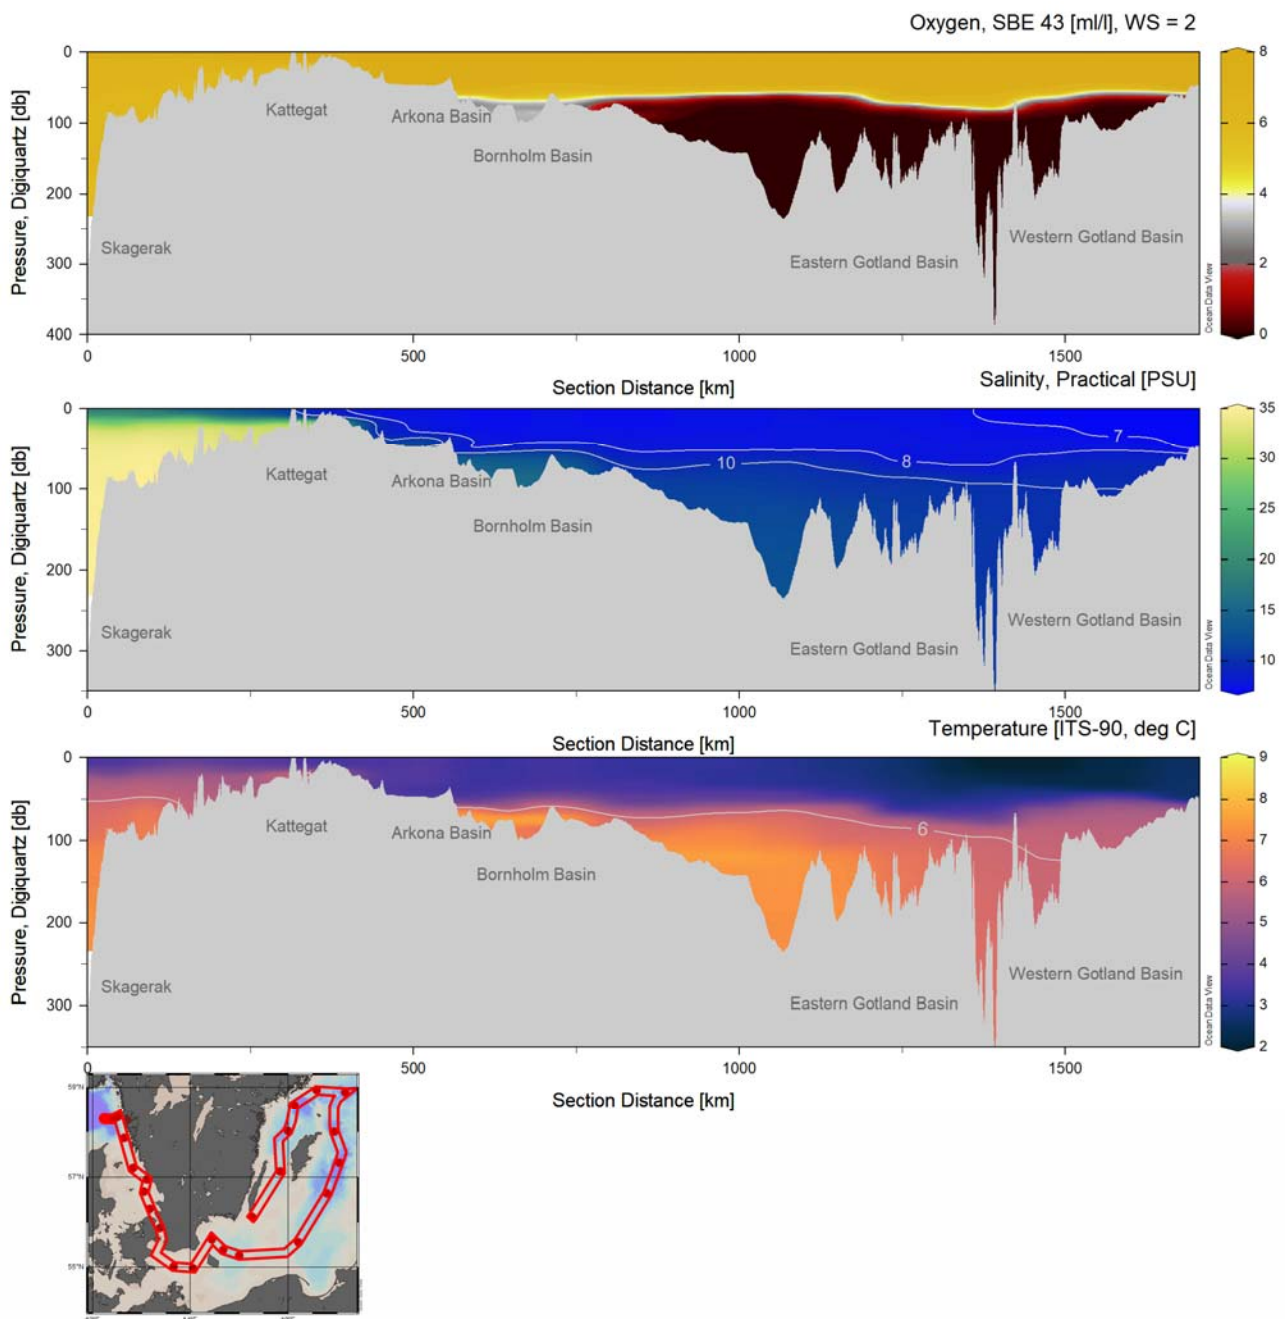 Oxygen, SBE 43 [ml/l], WS = 2
Pressure, Digiquartz [db]
0
100
200
300
400
Kattegat
Arkona Basin
Bornholm Basin
Skagerak
Eastern Gotland Basin
Western Gotland Basin
Ocean Data View
8
6
4
2
0
0
500
1000
1500
Section Distance [km]
Salinity, Practical [PSU]
Pressure, Digiquartz [db]
0
100
200
300
7
8
10
Kattegat
Arkona Basin
Bornholm Basin
Skagerak
Eastern Gotland Basin
Western Gotland Basin
Ocean Data View
35
30
25
20
15
10
0
500
1000
1500
Section Distance [km]
Temperature [ITS-90, deg C]
Pressure, Digiquartz [db]
0
100
200
300
6
Kattegat
Arkona Basin
Bornholm Basin
Skagerak
Eastern Gotland Basin
Western Gotland Basin
Ocean Data View
9
8
7
6
5
4
3
2
0
500
1000
1500
Section Distance [km]
59°N
57°N
55°N